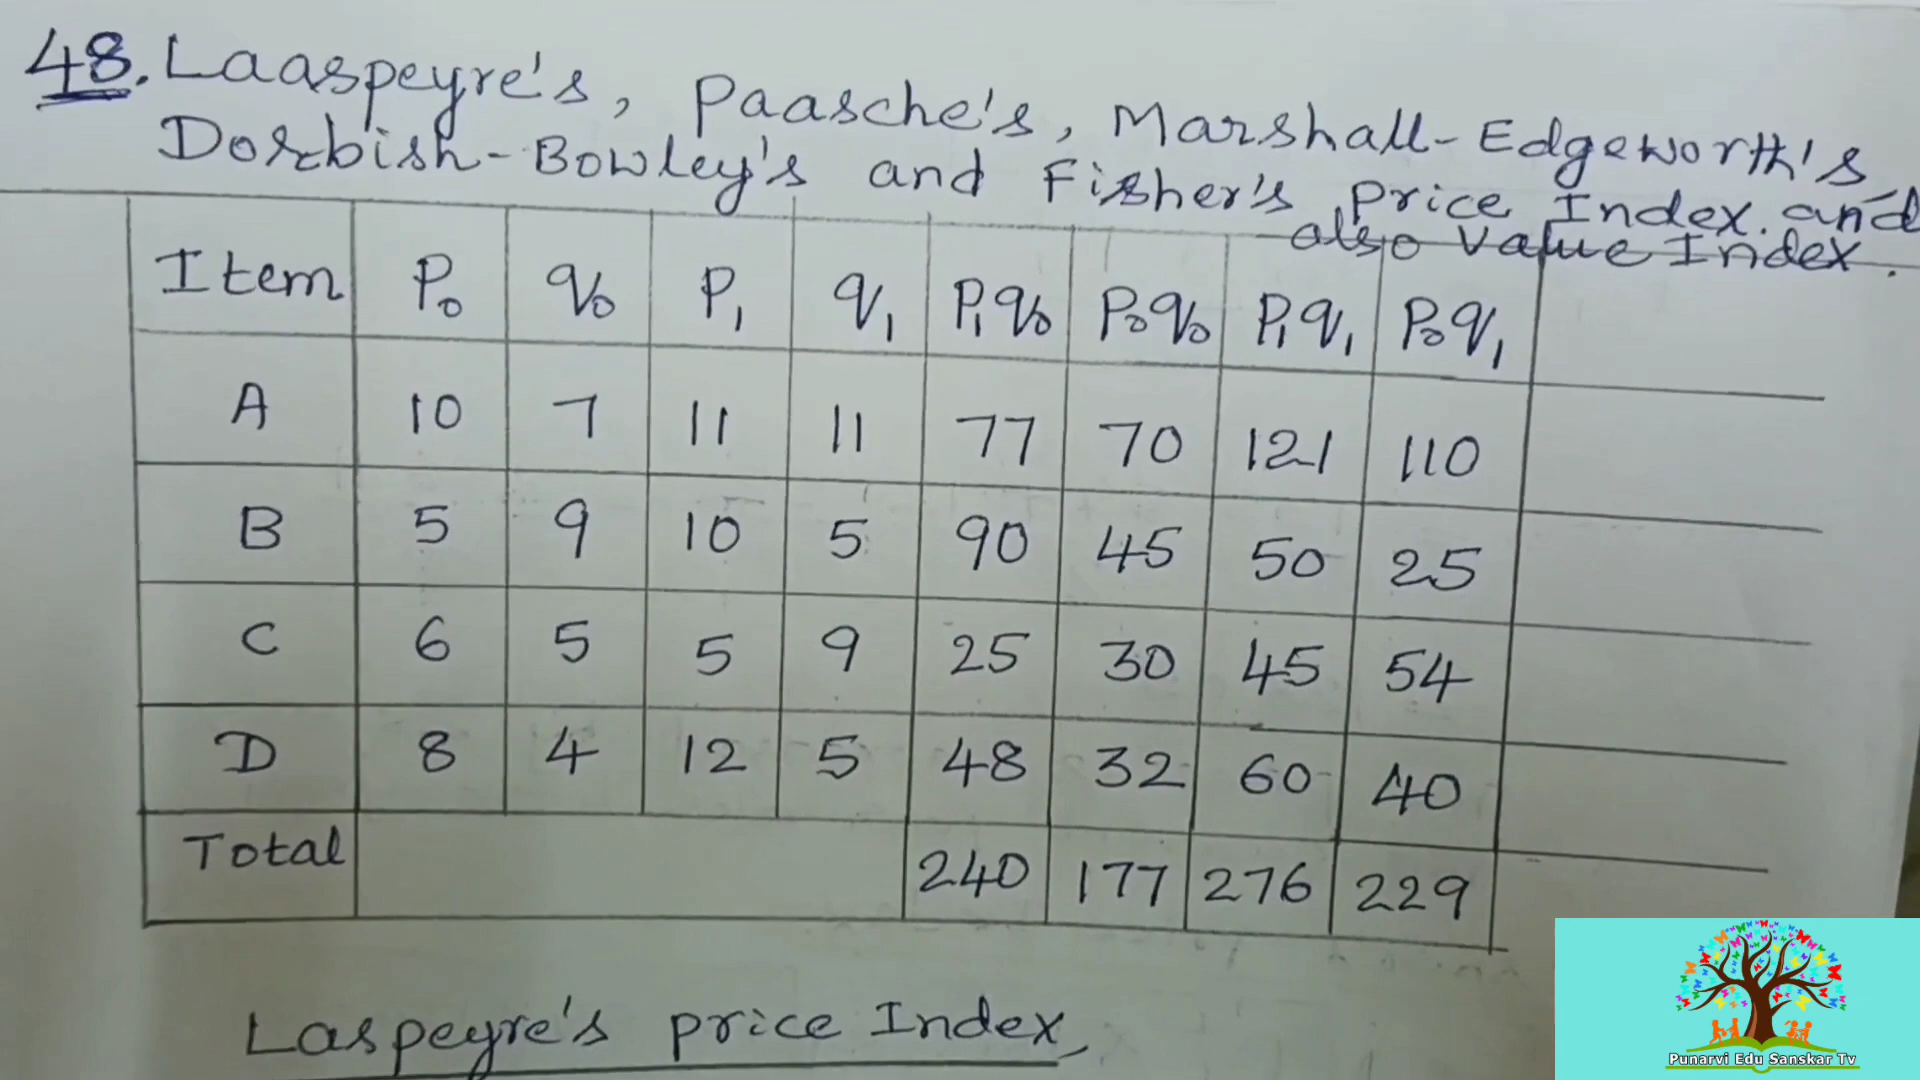 48. Laaspeyre's, Paasche's, Marshall-Edgeworth's,
Dorbish-Bowley's and Fisher's Price Index. and
also Value Index.
Item P0 q0 P1 q1 P1q0 P0q0 P1q1 P0q1
A 10 7 11 11 77 70 121 110
B 5 9 10 5 90 45 50 25
C 6 5 5 9 25 30 45 54
D 8 4 12 5 48 32 60 40
Total 240 177 276 229
Laspeyre's price Index,
Punarvi Edu Sanskar Tv